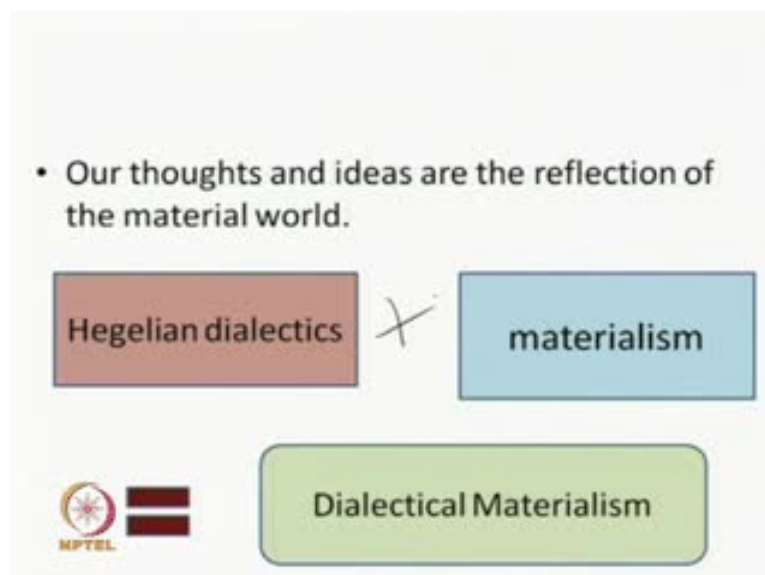 • Our thoughts and ideas are the reflection of
the material world.
Hegelian dialectics + materialism
= Dialectical Materialism
NPTEL